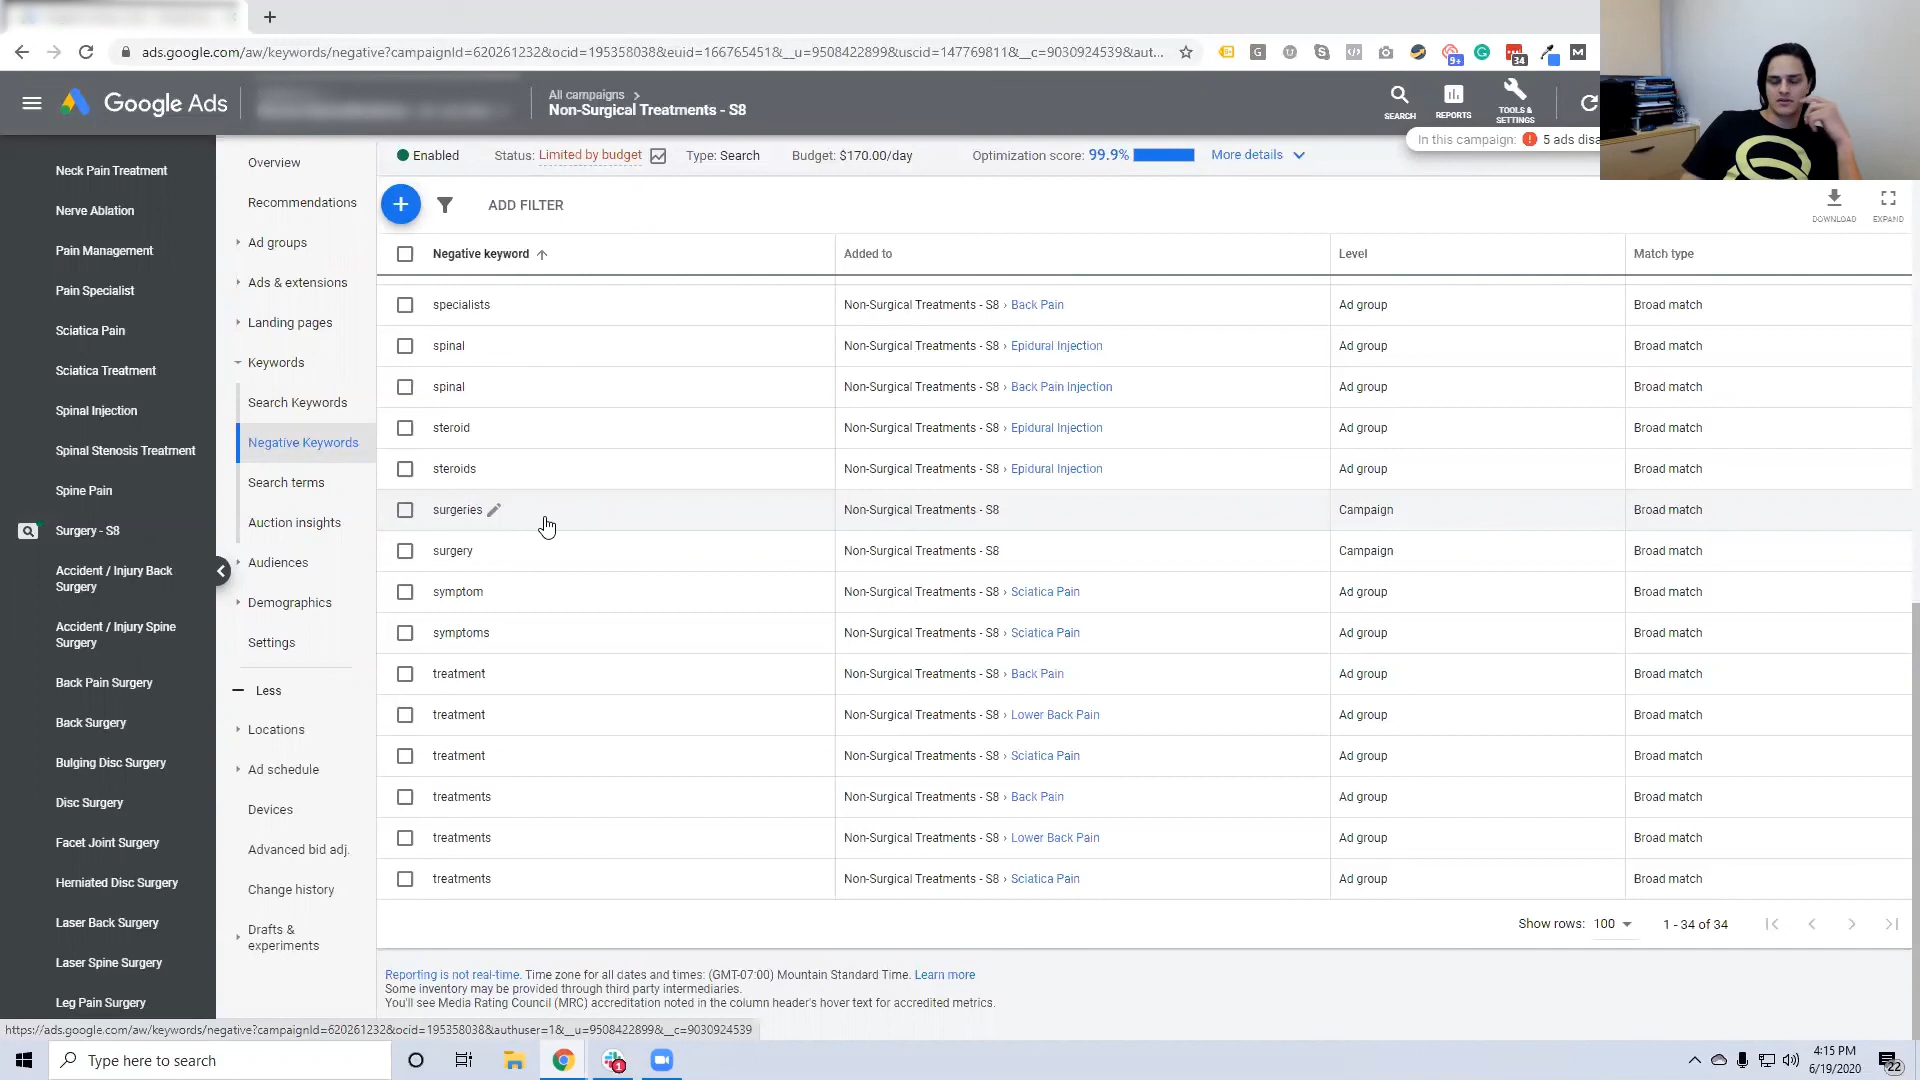 ads.google.com/aw/keywords/negative?campaignId=620261232&ocid=195358038&euid=1667654518&__u=9508422899&uscid=147769811&__c=9030924539&aut...
G
9+
34
M
Google Ads
All campaigns >
Non-Surgical Treatments - S8
SEARCH
REPORTS
TOOLS & SETTINGS
In this campaign: 5 ads disa
Enabled Status: Limited by budget Type: Search Budget: $170.00/day Optimization score: 99.9% More details
ADD FILTER
DOWNLOAD
EXPAND
Neck Pain Treatment
Nerve Ablation
Pain Management
Pain Specialist
Sciatica Pain
Sciatica Treatment
Spinal Injection
Spinal Stenosis Treatment
Spine Pain
Surgery - S8
Accident / Injury Back
Surgery
Accident / Injury Spine
Surgery
Back Pain Surgery
Back Surgery
Bulging Disc Surgery
Disc Surgery
Facet Joint Surgery
Herniated Disc Surgery
Laser Back Surgery
Laser Spine Surgery
Leg Pain Surgery
Overview
Recommendations
Ad groups
Ads & extensions
Landing pages
Keywords
Search Keywords
Negative Keywords
Search terms
Auction insights
Audiences
Demographics
Settings
Less
Locations
Ad schedule
Devices
Advanced bid adj.
Change history
Drafts &
experiments
Negative keyword Added to Level Match type
specialists Non-Surgical Treatments - S8 › Back Pain Ad group Broad match
spinal Non-Surgical Treatments - S8 › Epidural Injection Ad group Broad match
spinal Non-Surgical Treatments - S8 › Back Pain Injection Ad group Broad match
steroid Non-Surgical Treatments - S8 › Epidural Injection Ad group Broad match
steroids Non-Surgical Treatments - S8 › Epidural Injection Ad group Broad match
surgeries Non-Surgical Treatments - S8 Campaign Broad match
surgery Non-Surgical Treatments - S8 Campaign Broad match
symptom Non-Surgical Treatments - S8 › Sciatica Pain Ad group Broad match
symptoms Non-Surgical Treatments - S8 › Sciatica Pain Ad group Broad match
treatment Non-Surgical Treatments - S8 › Back Pain Ad group Broad match
treatment Non-Surgical Treatments - S8 › Lower Back Pain Ad group Broad match
treatment Non-Surgical Treatments - S8 › Sciatica Pain Ad group Broad match
treatments Non-Surgical Treatments - S8 › Back Pain Ad group Broad match
treatments Non-Surgical Treatments - S8 › Lower Back Pain Ad group Broad match
treatments Non-Surgical Treatments - S8 › Sciatica Pain Ad group Broad match
Show rows: 100 1 - 34 of 34
Reporting is not real-time. Time zone for all dates and times: (GMT-07:00) Mountain Standard Time. Learn more
Some inventory may be provided through third party intermediaries.
You'll see Media Rating Council (MRC) accreditation noted in the column header's hover text for accredited metrics.
https://ads.google.com/aw/keywords/negative?campaignId=620261232&ocid=195358038&authuser=1&__u=9508422899&__c=9030924539
Type here to search
1
4:15 PM
6/19/2020
22